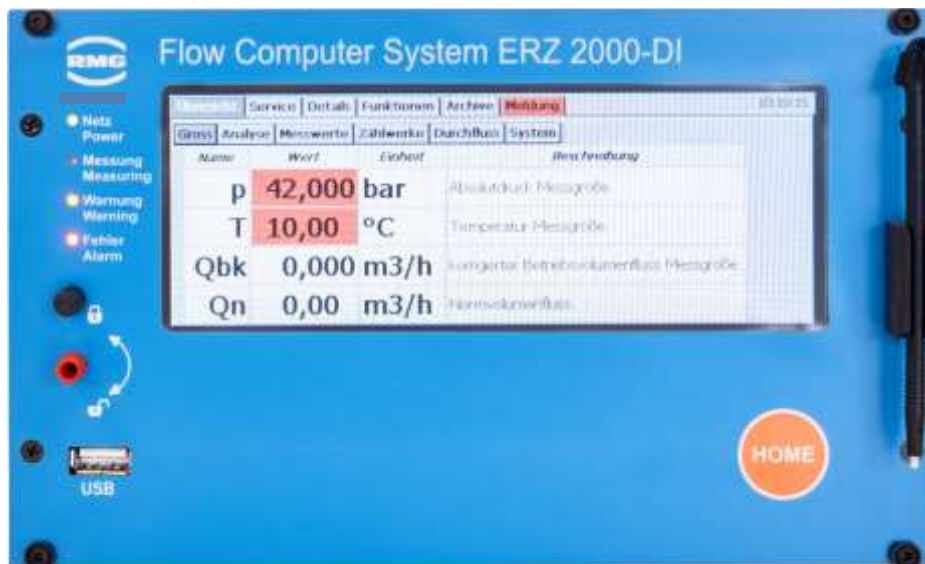 RMG
Flow Computer System ERZ 2000-DI
Service Details Funktionen Archive Meldung
Gross Analyse Messwerte Zählwerke Durchfluss System
Name Wert Einheit Beschreibung
Netz
Power
Messung
Measuring
Warnung
Warning
Fehler
Alarm
p 42,000 bar Absolutdruck Messgröße
T 10,00 °C Temperatur Messgröße
Qbk 0,000 m3/h korrigierter Betriebsvolumenfluss Messgröße
Qn 0,00 m3/h Normvolumenfluss
HOME
USB